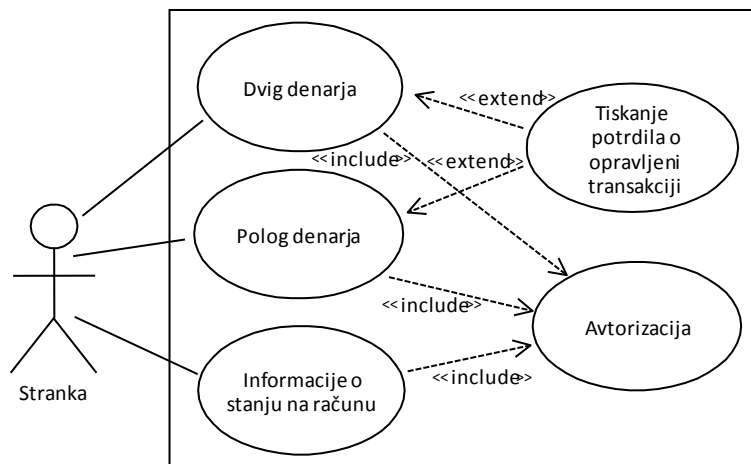 Dvig denarja
<<extend>>
Tiskanje
potrdila o
opravljeni
transakciji
<<include>>
<<extend>>
Polog denarja
<<include>>
Avtorizacija
Informacije o
stanju na računu
<<include>>
Stranka